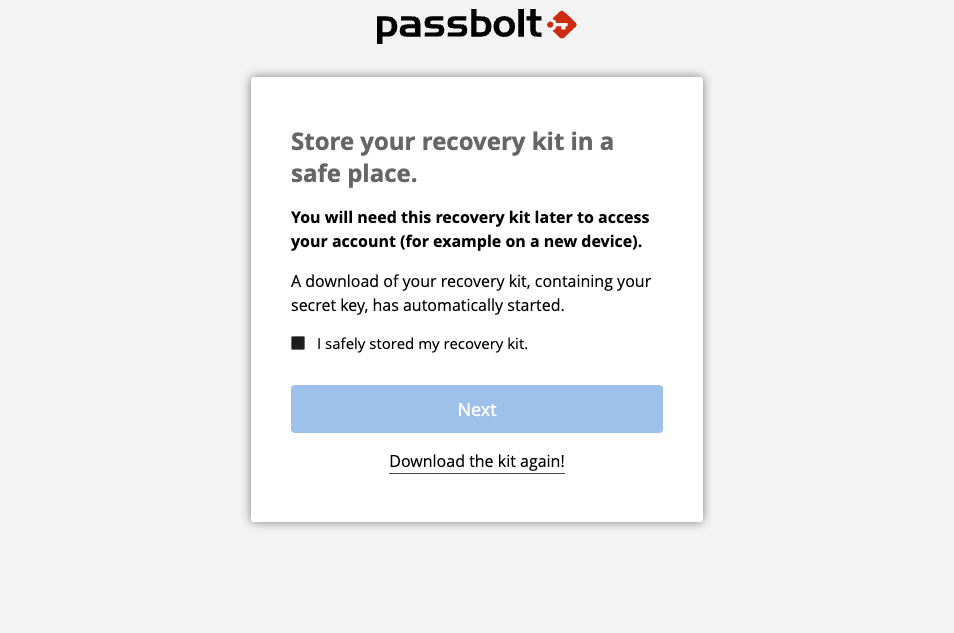 passbolt
Store your recovery kit in a
safe place.
You will need this recovery kit later to access
your account (for example on a new device).
A download of your recovery kit, containing your
secret key, has automatically started.
I safely stored my recovery kit.
Next
Download the kit again!